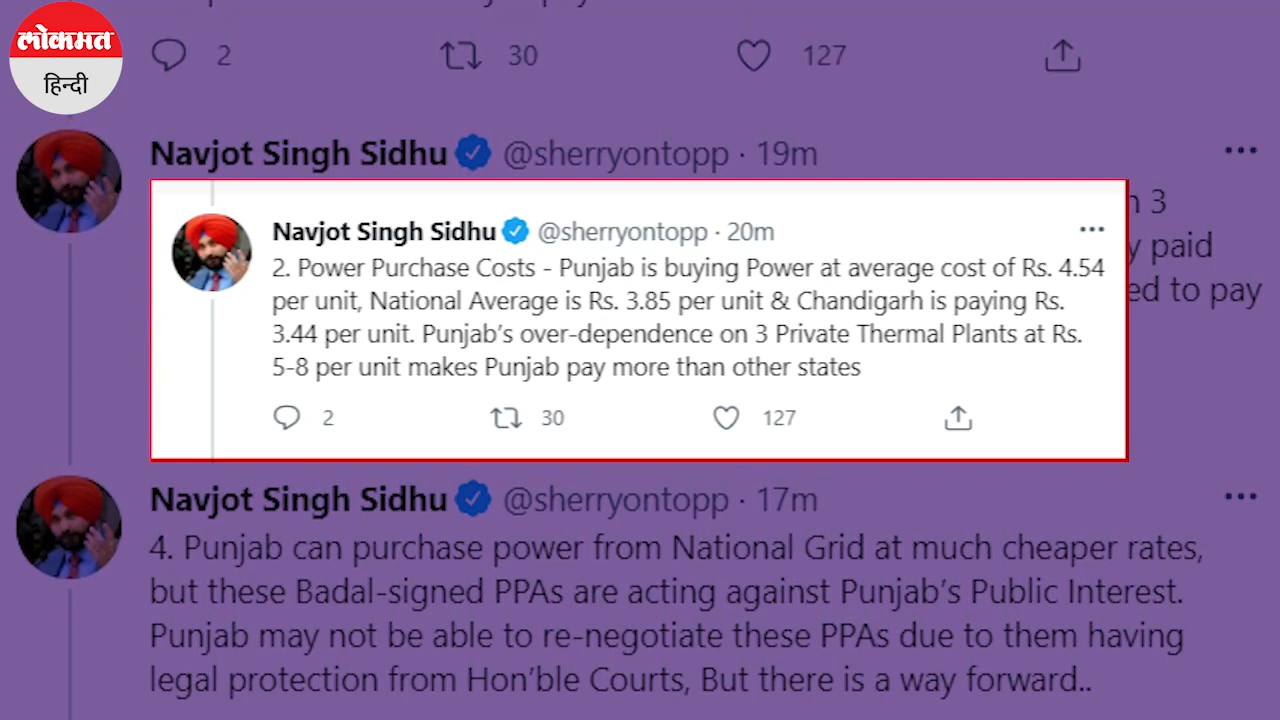 लोकमत
हिन्दी
2 30 127
Navjot Singh Sidhu @sherryontopp · 19m
n 3
y paid
ed to pay
Navjot Singh Sidhu @sherryontopp · 20m
2. Power Purchase Costs - Punjab is buying Power at average cost of Rs. 4.54
per unit, National Average is Rs. 3.85 per unit & Chandigarh is paying Rs.
3.44 per unit. Punjab's over-dependence on 3 Private Thermal Plants at Rs.
5-8 per unit makes Punjab pay more than other states
2 30 127
Navjot Singh Sidhu @sherryontopp · 17m
4. Punjab can purchase power from National Grid at much cheaper rates,
but these Badal-signed PPAs are acting against Punjab's Public Interest.
Punjab may not be able to re-negotiate these PPAs due to them having
legal protection from Hon'ble Courts, But there is a way forward..